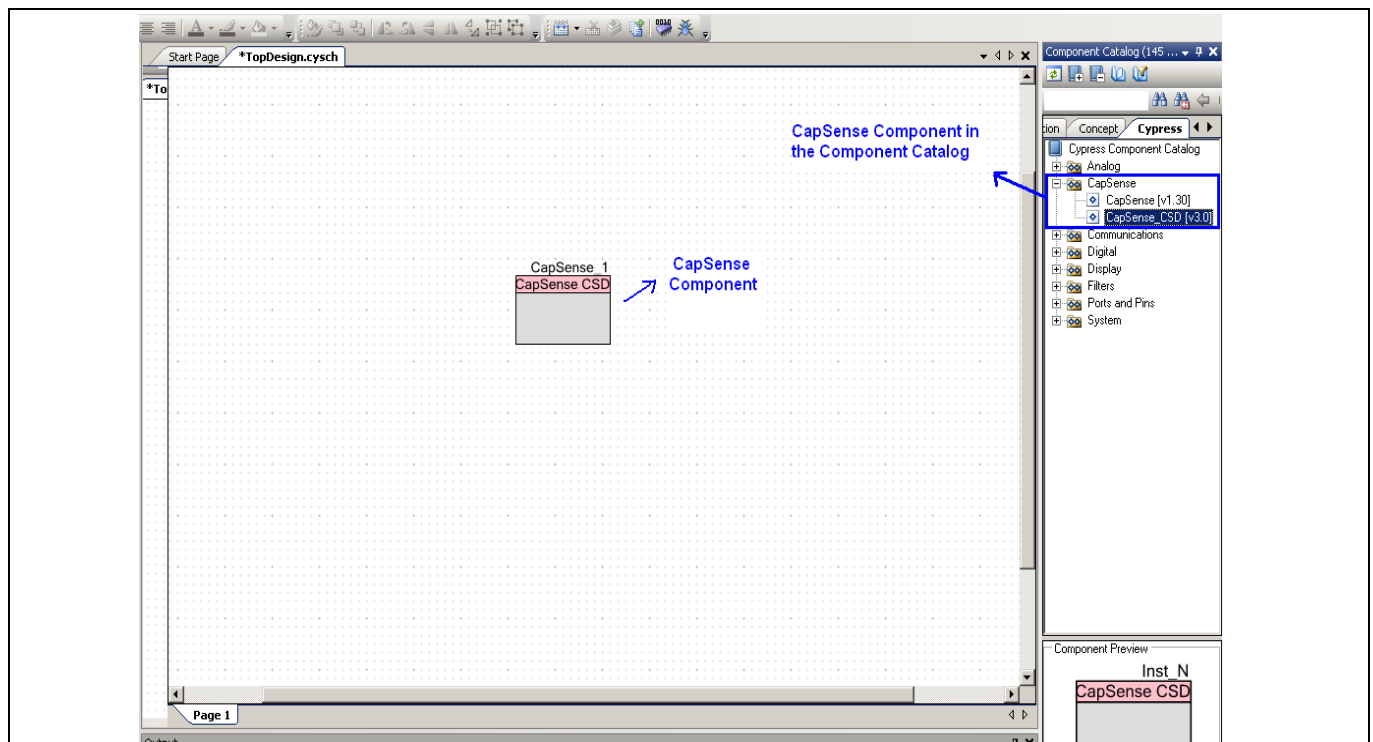 Start Page
*TopDesign.cysch
Component Catalog (145 ...
*To
tion
Concept
Cypress
CapSense Component in
the Component Catalog
Cypress Component Catalog
Analog
CapSense
CapSense [v1.30]
CapSense_CSD [v3.0]
Communications
Digital
Display
Filters
Ports and Pins
System
CapSense_1
CapSense CSD
CapSense
Component
Component Preview
Inst_N
CapSense CSD
Page 1